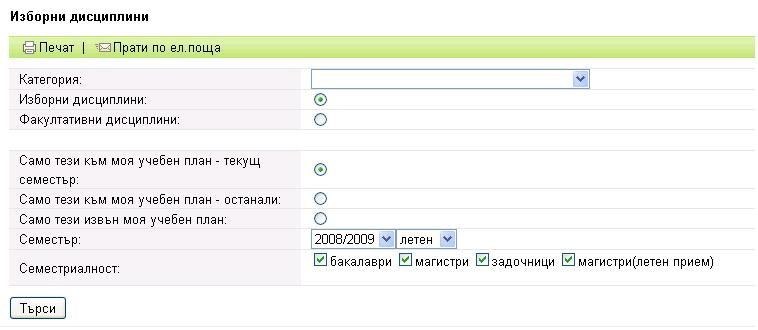 Изборни дисциплини
Печат | Прати по ел.поща
Категория:
Изборни дисциплини:
Факултативни дисциплини:
Само тези към моя учебен план - текущ
семестър:
Само тези към моя учебен план - останали:
Само тези извън моя учебен план:
Семестър: 2008/2009 летен
Семестриалност: бакалаври магистри задочници магистри(летен прием)
Търси